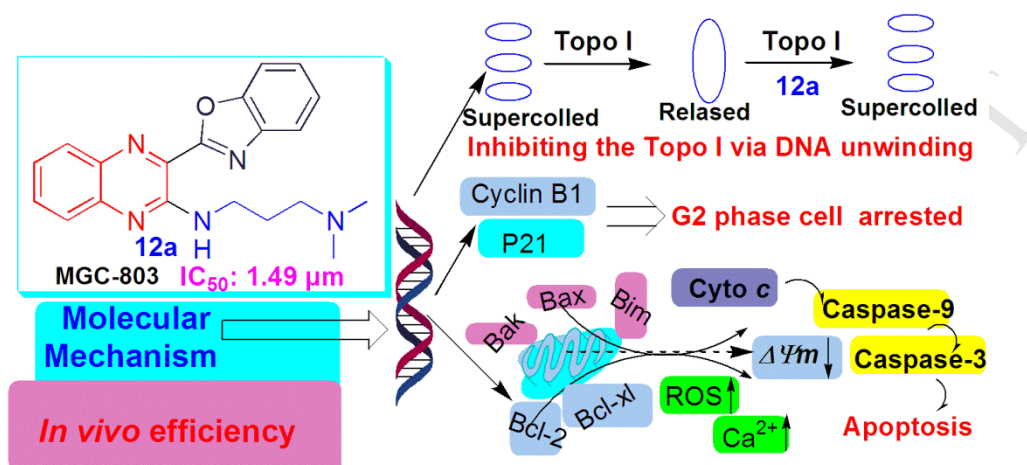 O
N
N
N
N
N
H
12a
MGC-803 IC50: 1.49 μm
Molecular
Mechanism
In vivo efficiency
Topo I
Topo I
12a
Supercolled
Relased
Supercolled
Inhibiting the Topo I via DNA unwinding
Cyclin B1
P21
G2 phase cell arrested
Bak
Bax
Bim
Bcl-2
Bcl-xl
Cyto c
Caspase-9
ΔΨm
Caspase-3
ROS
Ca2+
Apoptosis